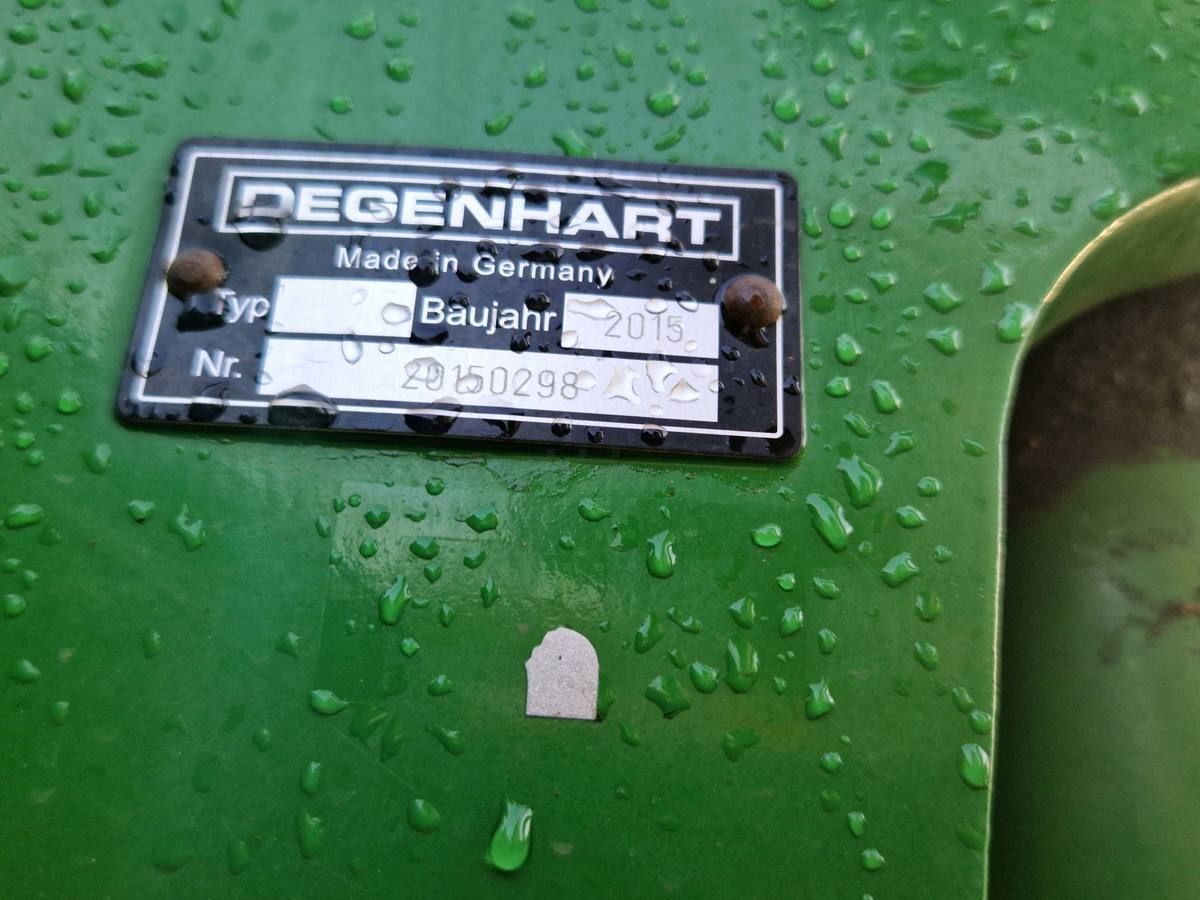 DEGENHART
Made in Germany
Typ Baujahr 2015
Nr. 20150298